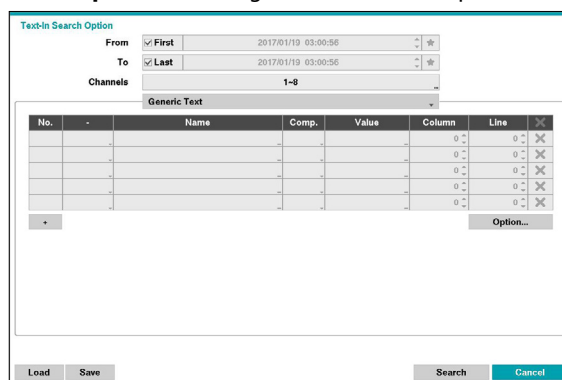 Text-In Search Option
From First 2017/01/19 03:00:56
To Last 2017/01/19 03:00:56
Channels 1~8 ...
Generic Text
No. - Name Comp. Value Column Line
0 0
0 0
0 0
0 0
0 0
+ Option...
Load Save Search Cancel